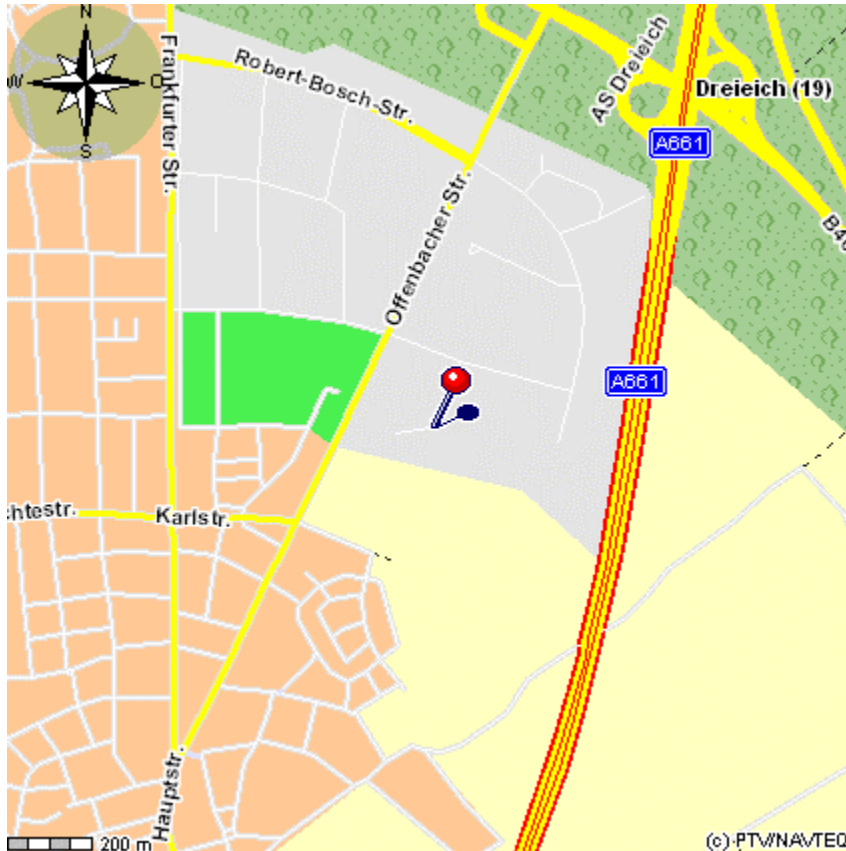 N
W
O
S
Frankfurter Str.
Robert-Bosch-Str.
AS Dreieich
Dreieich (19)
A661
Offenbacher Str.
B46
A661
chtestr.
Karlstr.
Hauptstr.
200 m
(c) PTV/NAVTEQ